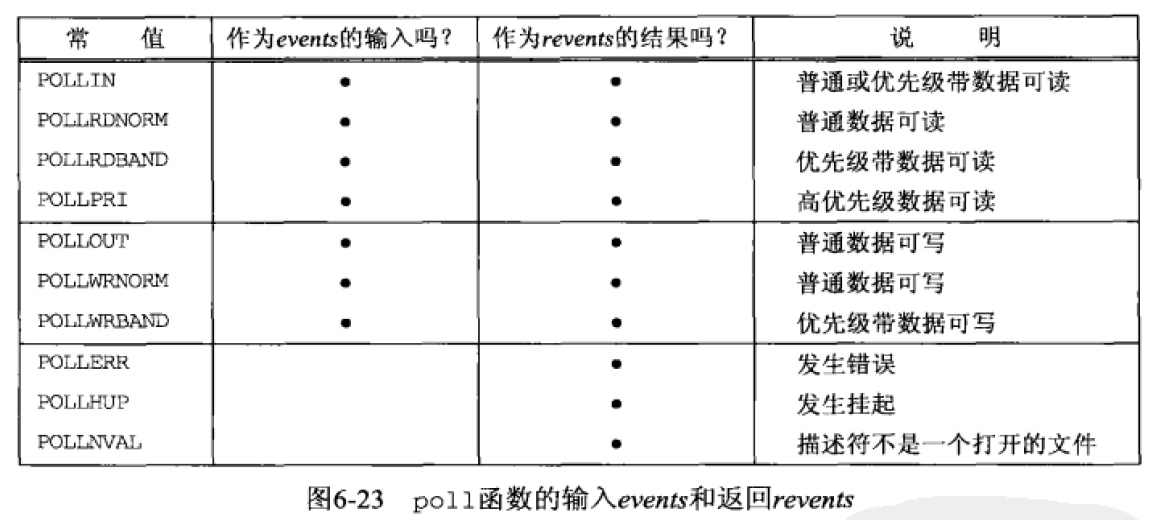 常 值 作为events的输入吗? 作为revents的结果吗? 说 明
POLLIN • • 普通或优先级带数据可读
POLLRDNORM • • 普通数据可读
POLLRDBAND • • 优先级带数据可读
POLLPRI • • 高优先级数据可读
POLLOUT • • 普通数据可写
POLLWRNORM • • 普通数据可写
POLLWRBAND • • 优先级带数据可写
POLLERR • 发生错误
POLLHUP • 发生挂起
POLLNVAL • 描述符不是一个打开的文件
图6-23 poll函数的输入events和返回revents